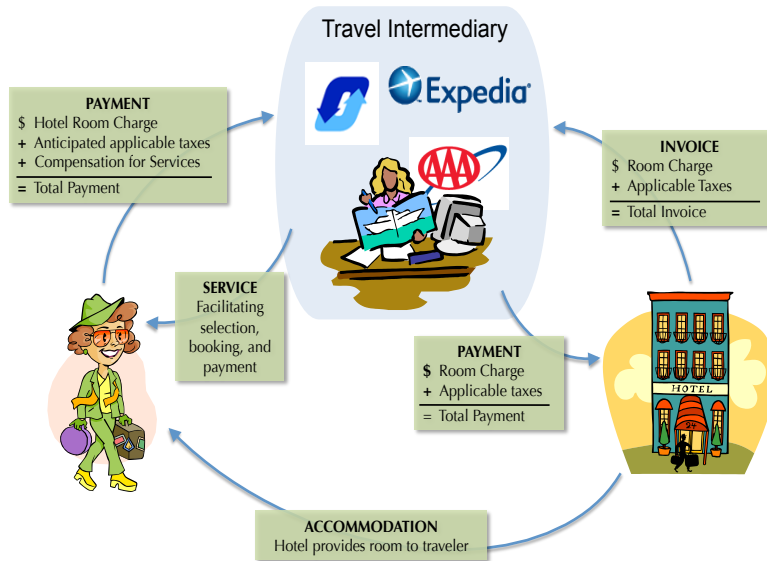 Travel Intermediary
Expedia®
AAA
PAYMENT
$ Hotel Room Charge
+ Anticipated applicable taxes
+ Compensation for Services
= Total Payment
INVOICE
$ Room Charge
+ Applicable Taxes
= Total Invoice
SERVICE
Facilitating
selection,
booking, and
payment
PAYMENT
$ Room Charge
+ Applicable taxes
= Total Payment
HOTEL
24
ACCOMMODATION
Hotel provides room to traveler